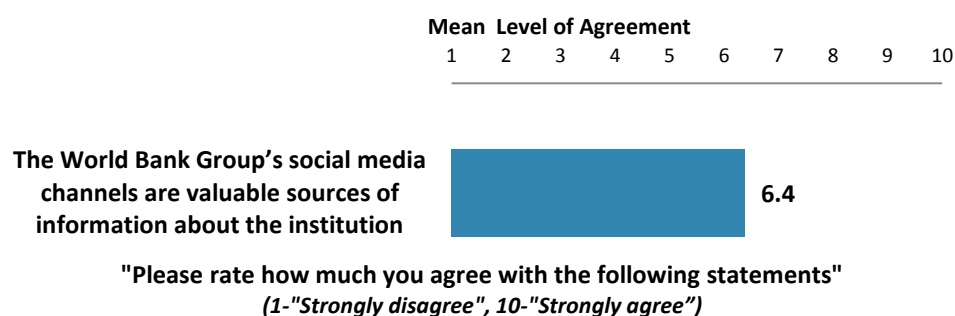 Mean  Level of Agreement
1 2 3 4 5 6 7 8 9 10
The World Bank Group’s social media
channels are valuable sources of
information about the institution
6.4
"Please rate how much you agree with the following statements"
(1-"Strongly disagree", 10-"Strongly agree”)